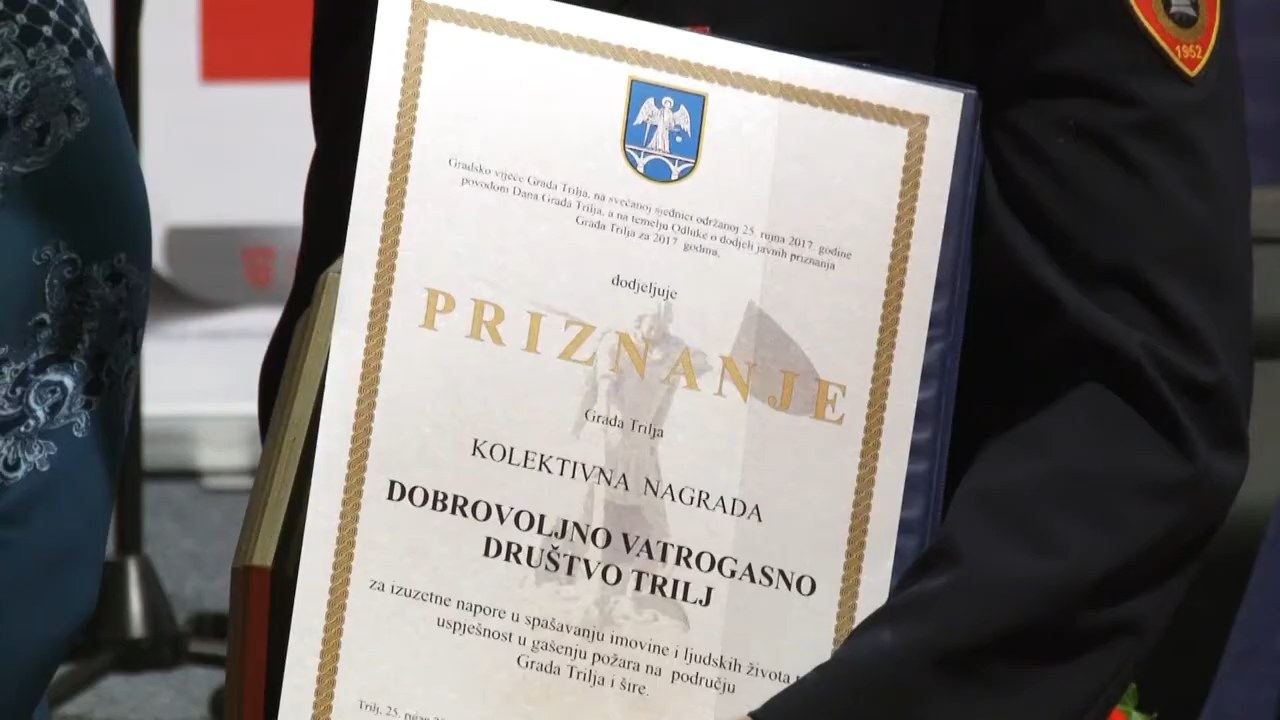 1952
Gradsko vijeće Grada Trilja, na svečanoj sjednici održanoj 25. rujna 2017. godine
povodom Dana Grada Trilja, a na temelju Odluke o dodjeli javnih priznanja
Grada Trilja za 2017. godinu,
dodjeljuje
PRIZNANJE
Grada Trilja
KOLEKTIVNA NAGRADA
DOBROVOLJNO VATROGASNO
DRUŠTVO TRILJ
za izuzetne napore u spašavanju imovine i ljudskih života
uspješnost u gašenju požara na području
Grada Trilja i šire.
Trilj, 25. rujan